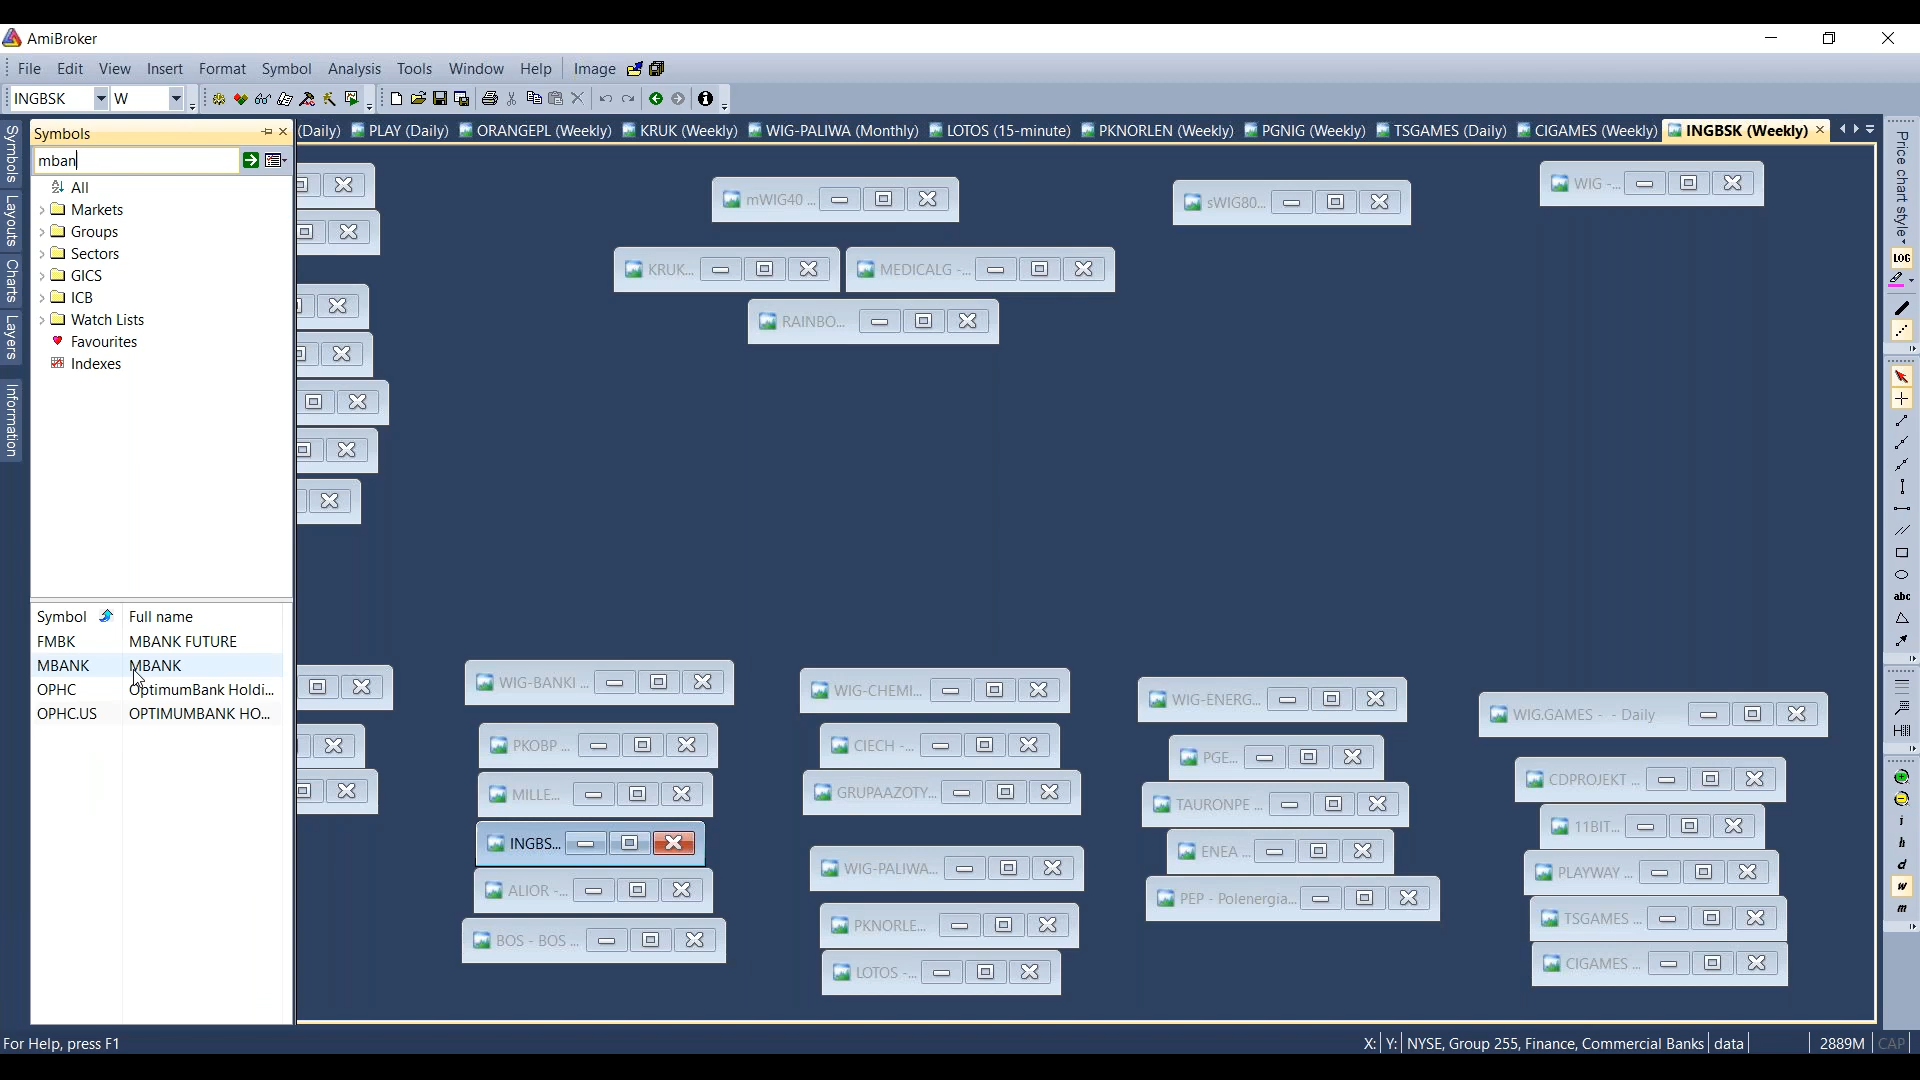 AmiBroker
File Edit View Insert Format Symbol Analysis Tools Window Help Image
INGBSK W
Symbols
(Daily) PLAY (Daily) ORANGEPL (Weekly) KRUK (Weekly) WIG-PALIWA (Monthly) LOTOS (15-minute) PKNORLEN (Weekly) PGNIG (Weekly) TSGAMES (Daily) CIGAMES (Weekly) INGBSK (Weekly)
mban
All
Markets
Groups
Sectors
GICS
ICB
Watch Lists
Favourites
Indexes
Symbols
Layouts
Charts
Layers
Information
Symbol Full name
FMBK MBANK FUTURE
MBANK MBANK
OPHC OptimumBank Holdi...
OPHC.US OPTIMUMBANK HO...
mWIG40 ...
sWIG80...
WIG -...
KRUK...
MEDICALG -...
RAINBO...
WIG-BANKI ...
PKOBP ...
MILLE...
INGBS...
ALIOR -...
BOS - BOS ...
WIG-CHEMI...
CIECH -...
GRUPAAZOTY...
WIG-PALIWA...
PKNORLE...
LOTOS -...
WIG-ENERG...
PGE...
TAURONPE ...
ENEA ...
PEP - Polenergia...
WIG.GAMES - - Daily
CDPROJEKT ...
11BIT...
PLAYWAY ...
TSGAMES ...
CIGAMES ...
Price chart style
LOG
abc
i
h
d
w
m
For Help, press F1
X: Y: NYSE, Group 255, Finance, Commercial Banks data 2889M CAP